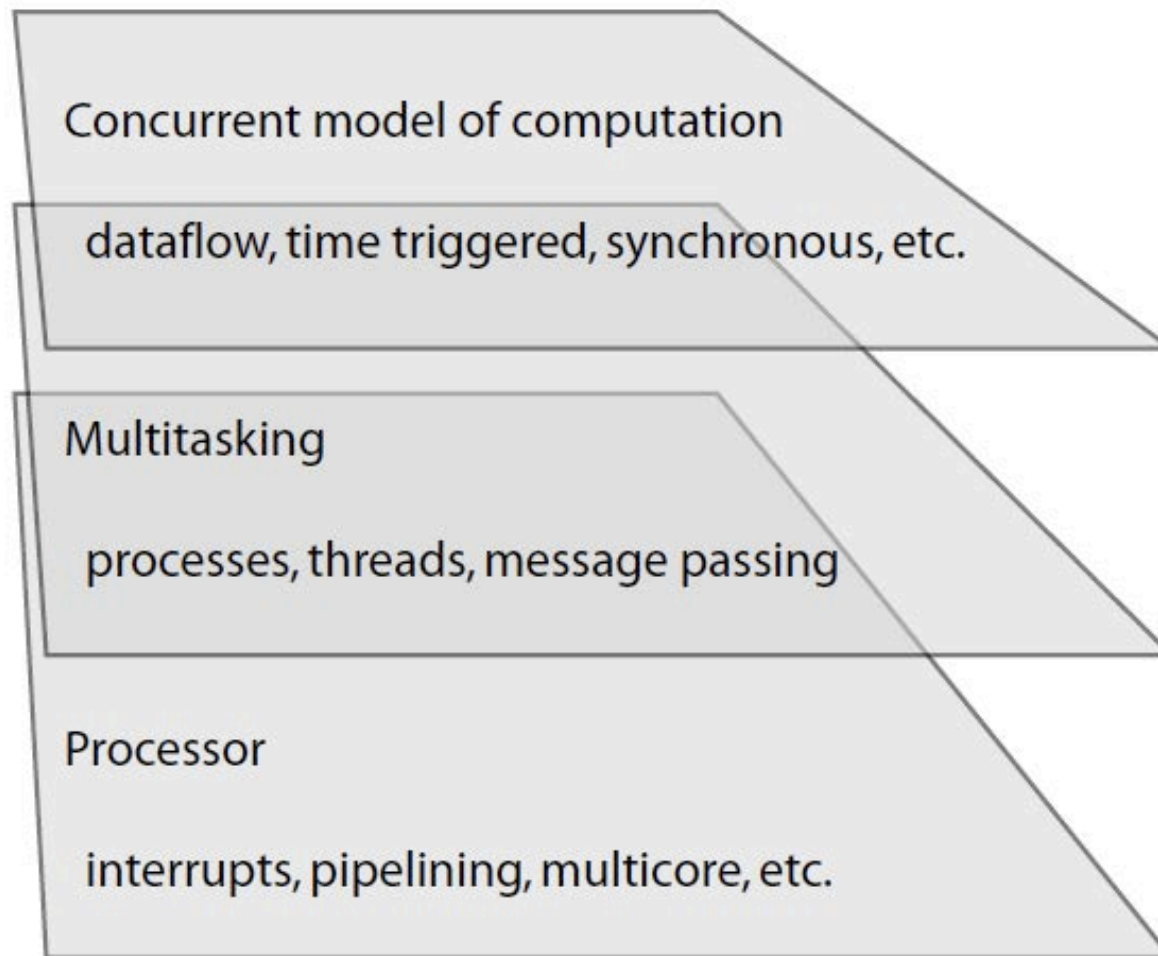 Concurrent model of computation
dataflow, time triggered, synchronous, etc.
Multitasking
processes, threads, message passing
Processor
interrupts, pipelining, multicore, etc.